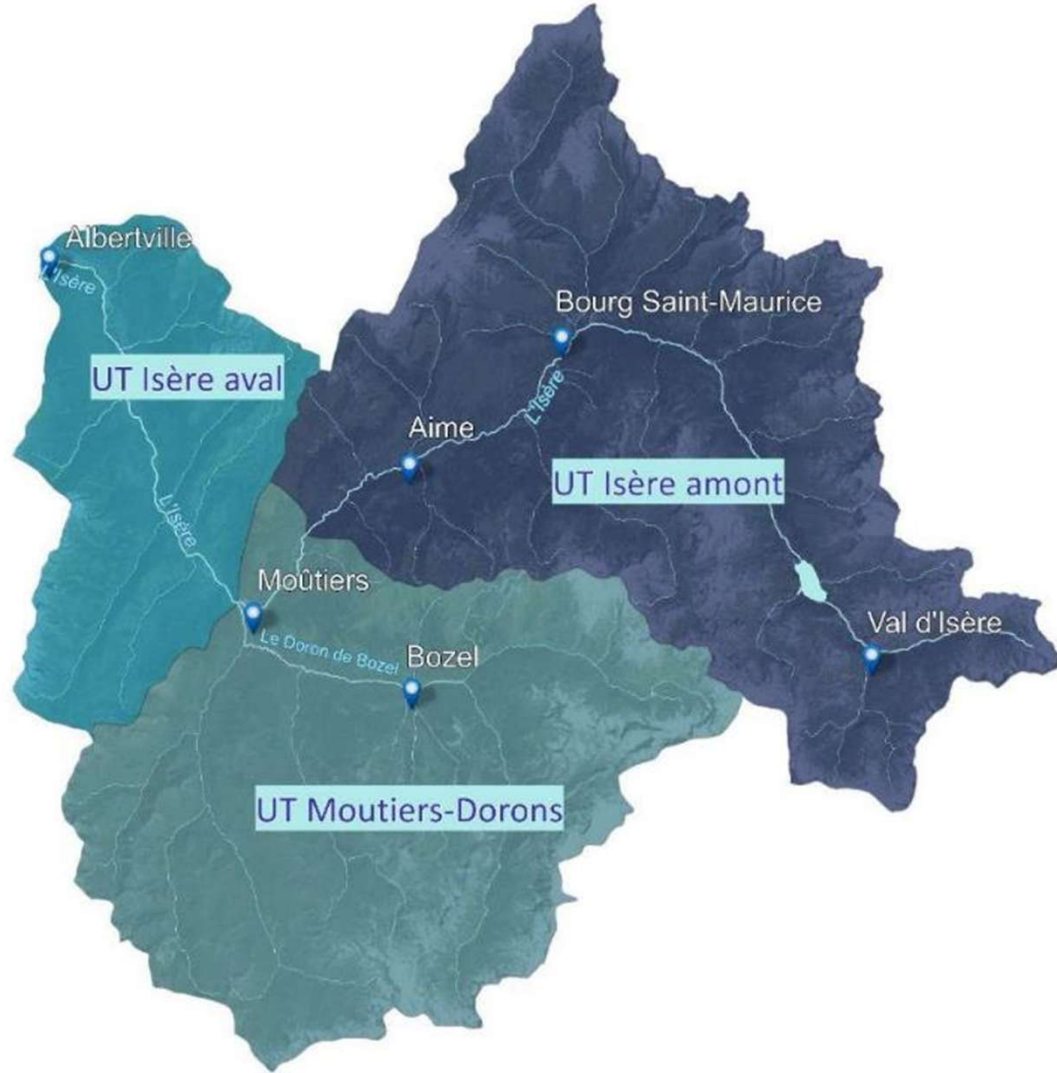 Albertville
L'Isère
Bourg Saint-Maurice
UT Isère aval
L'Isère
Aime
UT Isère amont
L'Isère
Moûtiers
Val d'Isère
Le Doron de Bozel
Bozel
UT Moutiers-Dorons